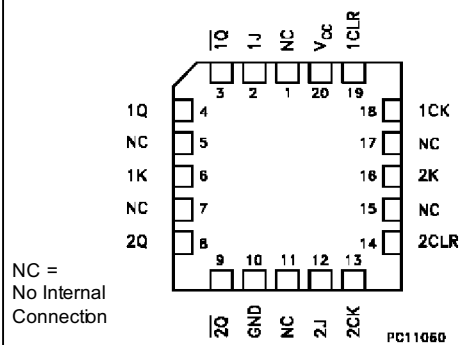 1Q̅ 1J NC VCC 1CLR
3 2 1 20 19
1Q 4 18 1CK
NC 5 17 NC
1K 6 16 2K
NC 7 15 NC
2Q 8 14 2CLR
9 10 11 12 13
2Q̅ GND NC 2J 2CK
NC =
No Internal
Connection
PC11060